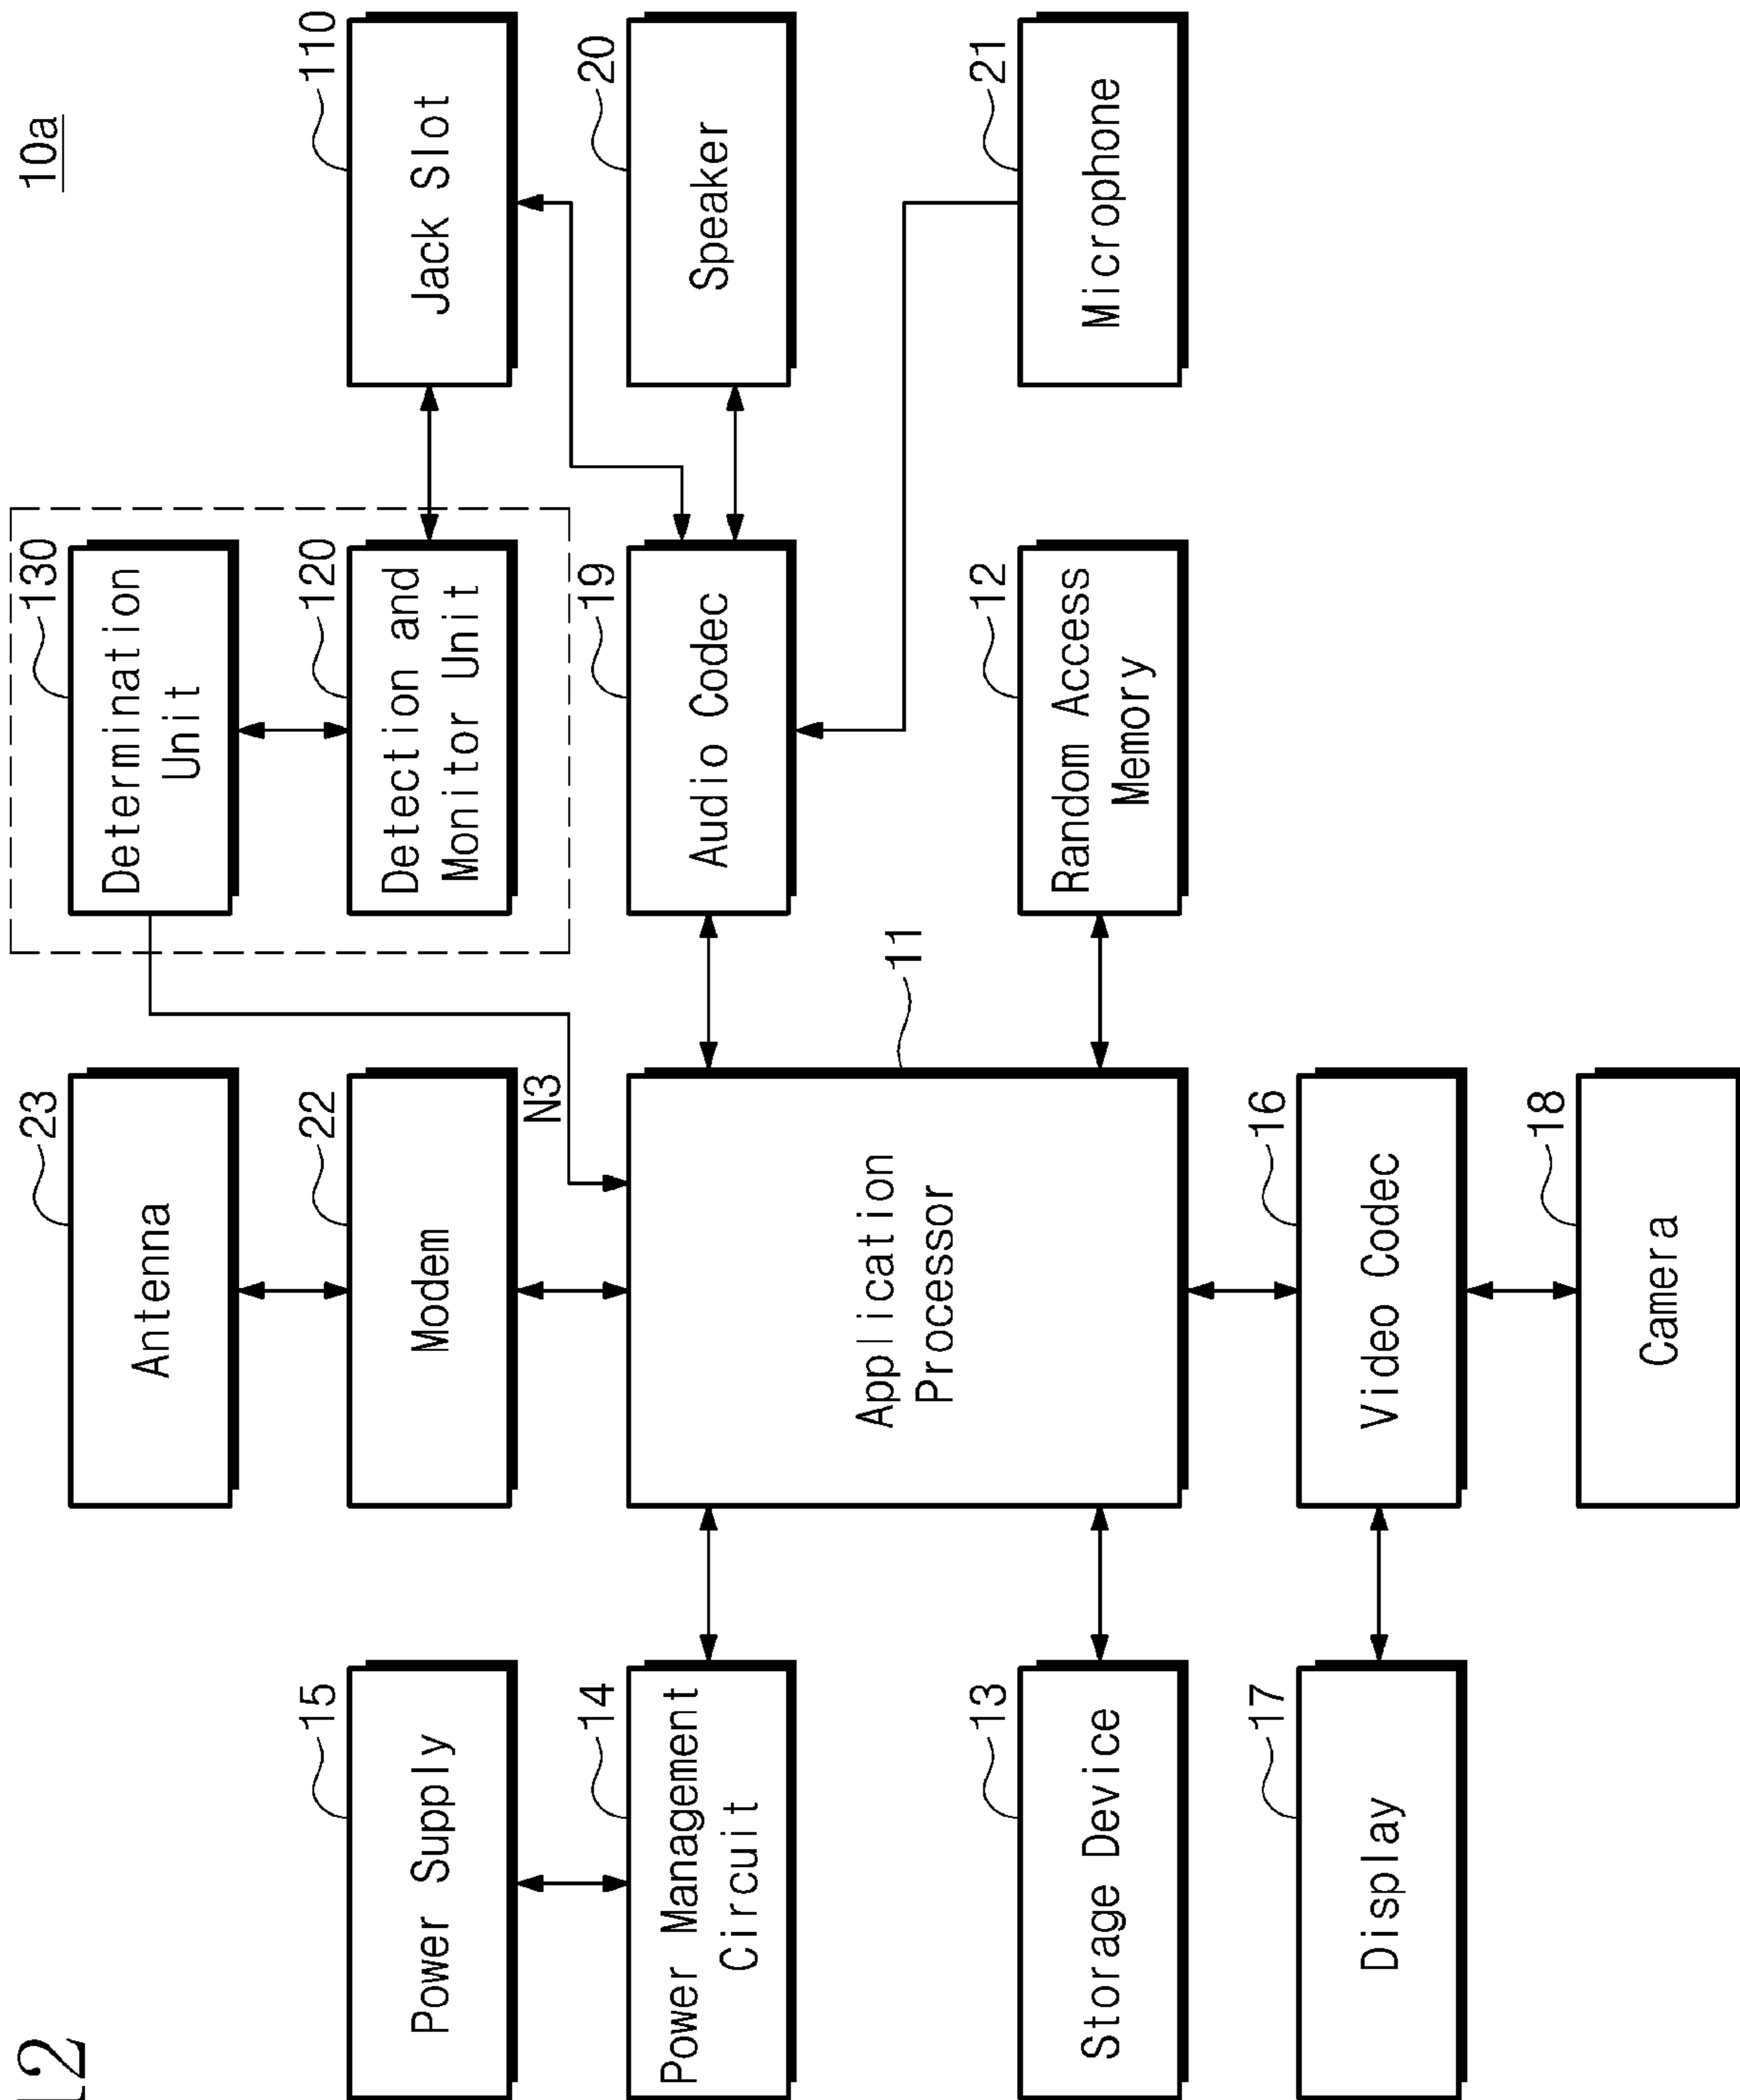 12
10a
23
130
Antenna
Determination
Unit
15
22
120
110
Power Supply
Modem
Detection and
Monitor Unit
Jack Slot
N3
14
19
20
Power Management
Circuit
Audio Codec
Speaker
11
Application
Processor
13
12
21
Storage Device
Random Access
Memory
Microphone
17
16
Display
Video Codec
18
Camera